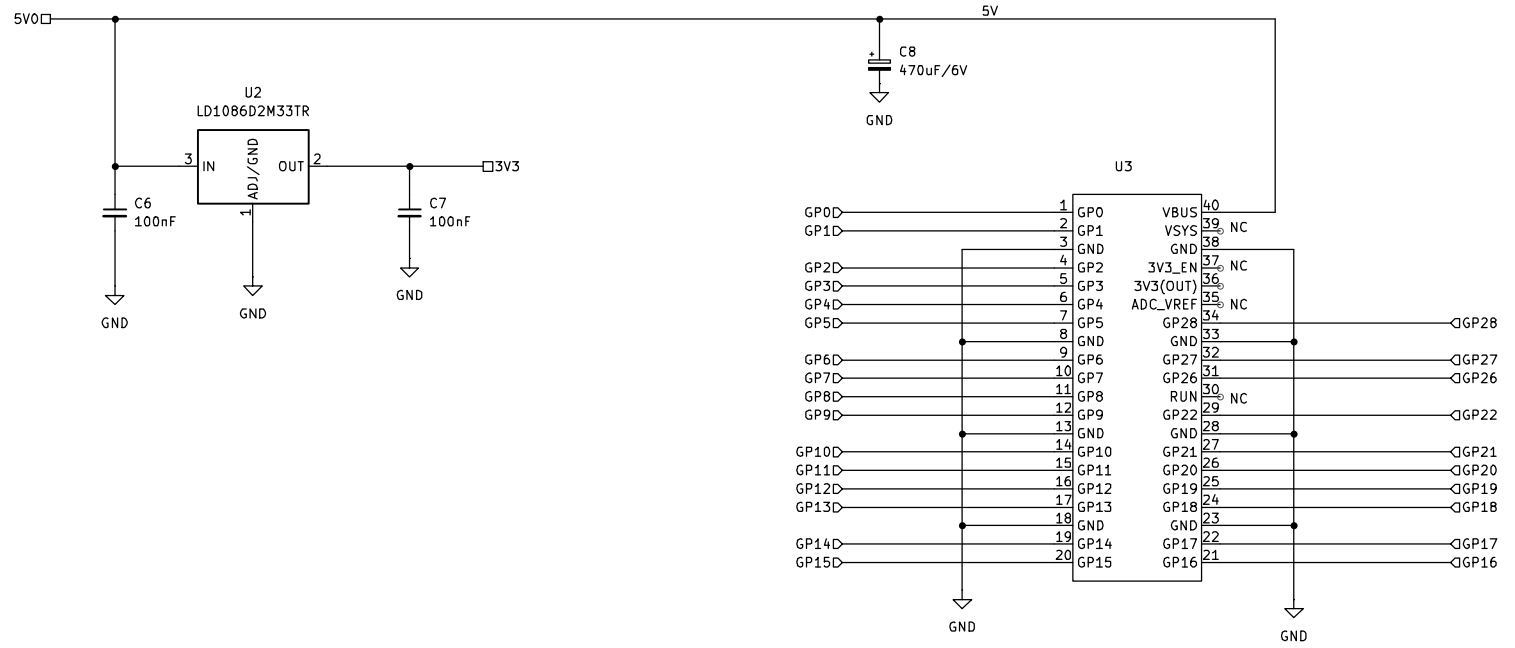 5V0
5V
C8
470uF/6V
GND
U2
LD1086D2M33TR
3 IN ADJ/GND OUT 2
1
3V3
C6
100nF
C7
100nF
GND
GND
GND
U3
GP0 1 GP0 VBUS 40
GP1 2 GP1 VSYS 39 NC
3 GND GND 38
GP2 4 GP2 3V3_EN 37 NC
GP3 5 GP3 3V3(OUT) 36
GP4 6 GP4 ADC_VREF 35 NC
GP5 7 GP5 GP28 34 GP28
8 GND GND 33
GP6 9 GP6 GP27 32 GP27
GP7 10 GP7 GP26 31 GP26
GP8 11 GP8 RUN 30 NC
GP9 12 GP9 GP22 29 GP22
13 GND GND 28
GP10 14 GP10 GP21 27 GP21
GP11 15 GP11 GP20 26 GP20
GP12 16 GP12 GP19 25 GP19
GP13 17 GP13 GP18 24 GP18
18 GND GND 23
GP14 19 GP14 GP17 22 GP17
GP15 20 GP15 GP16 21 GP16
GND
GND